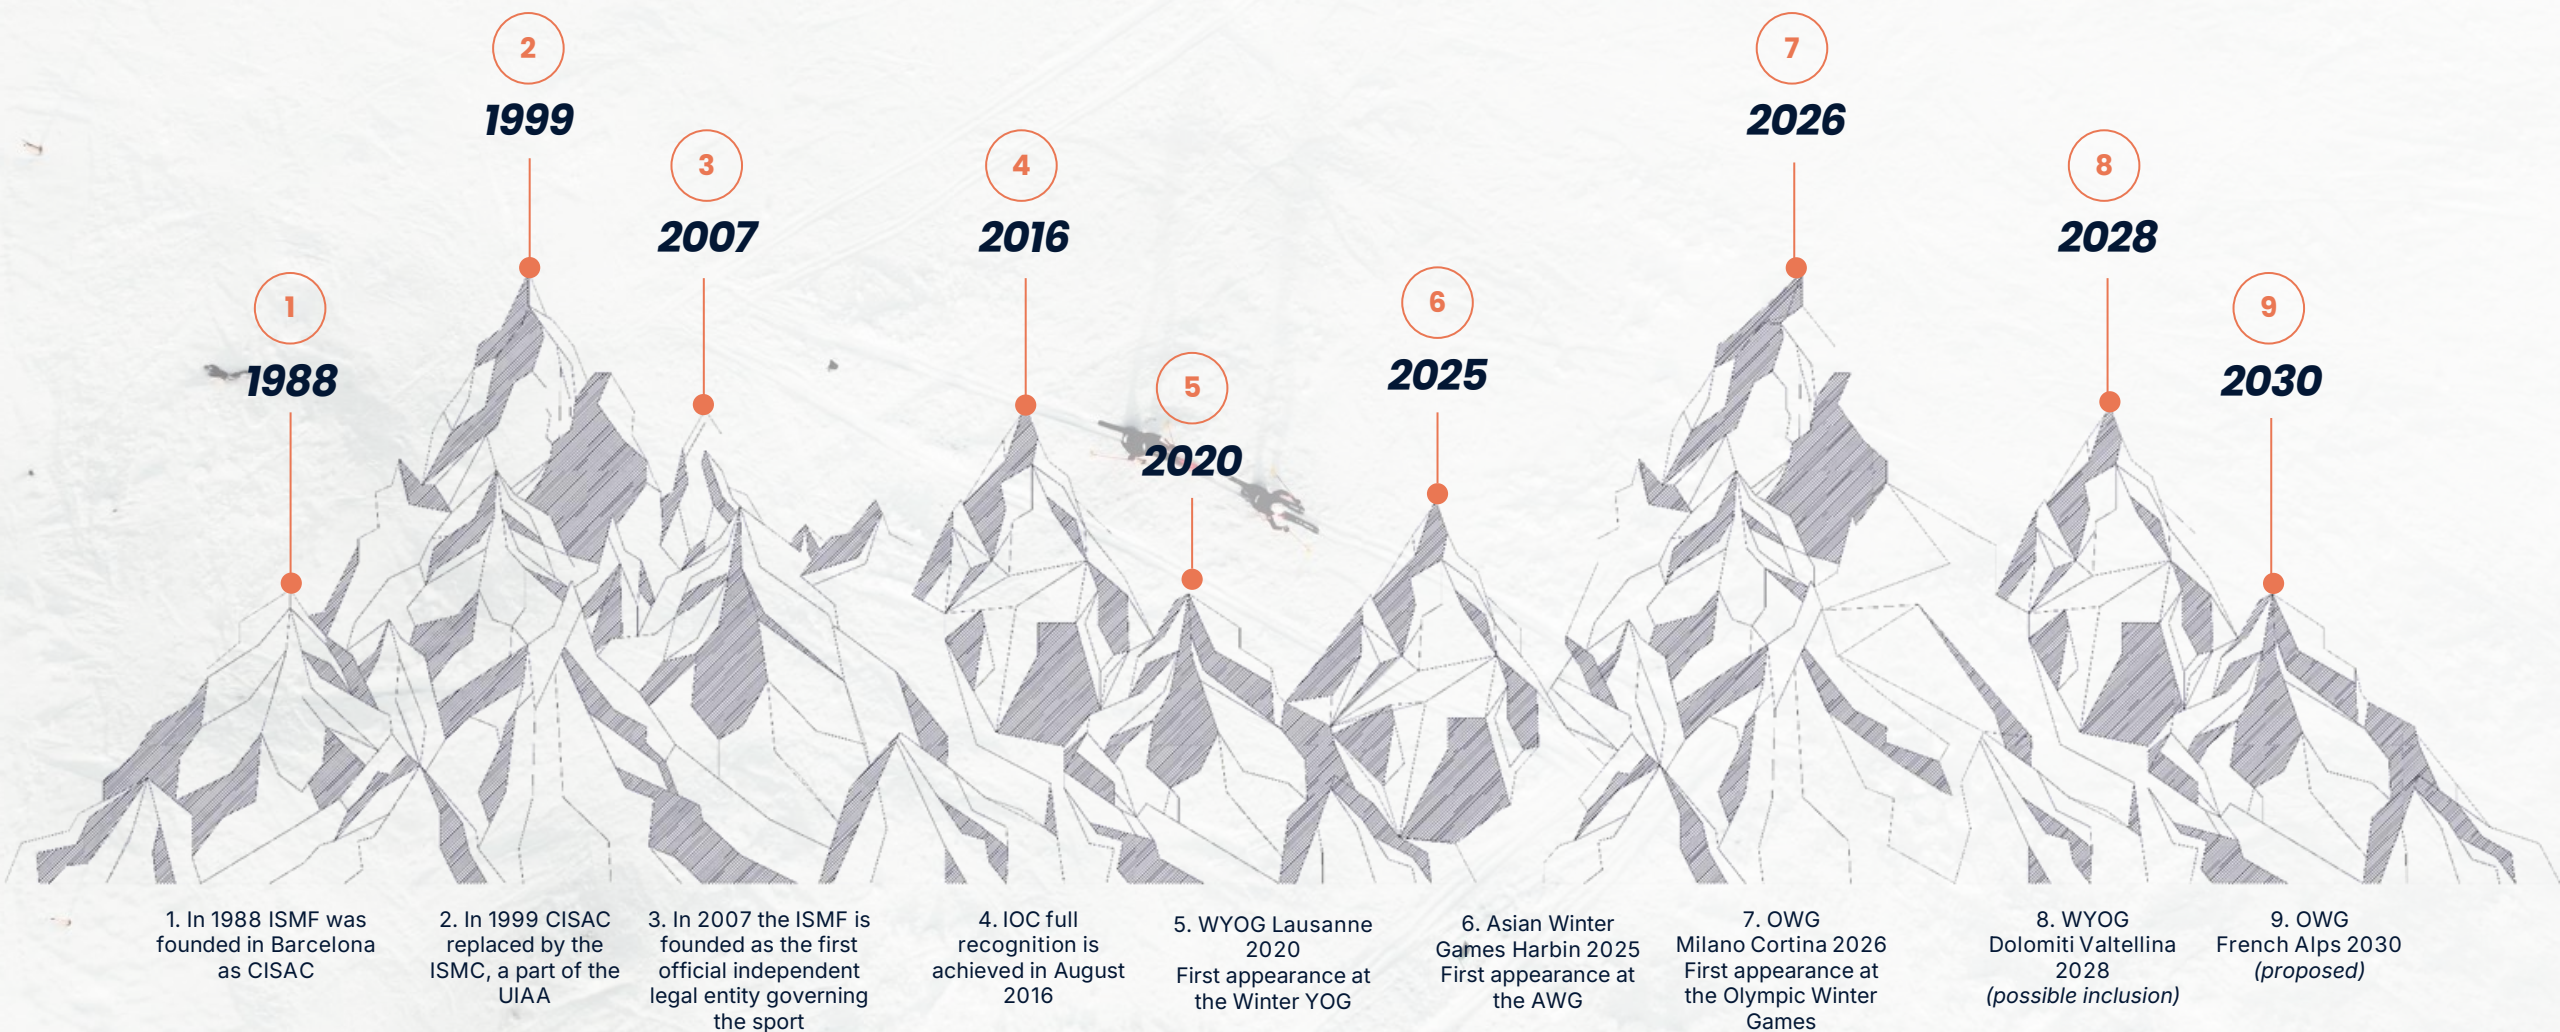 2
1999
7
2026
3
2007
4
2016
8
2028
1
1988
6
2025
9
2030
5
2020
1. In 1988 ISMF was
founded in Barcelona
as CISAC
2. In 1999 CISAC
replaced by the
ISMC, a part of the
UIAA
3. In 2007 the ISMF is
founded as the first
official independent
legal entity governing
the sport
4. IOC full
recognition is
achieved in August
2016
5. WYOG Lausanne
2020
First appearance at
the Winter YOG
6. Asian Winter
Games Harbin 2025
First appearance at
the AWG
7. OWG
Milano Cortina 2026
First appearance at
the Olympic Winter
Games
8. WYOG
Dolomiti Valtellina
2028
(possible inclusion)
9. OWG
French Alps 2030
(proposed)